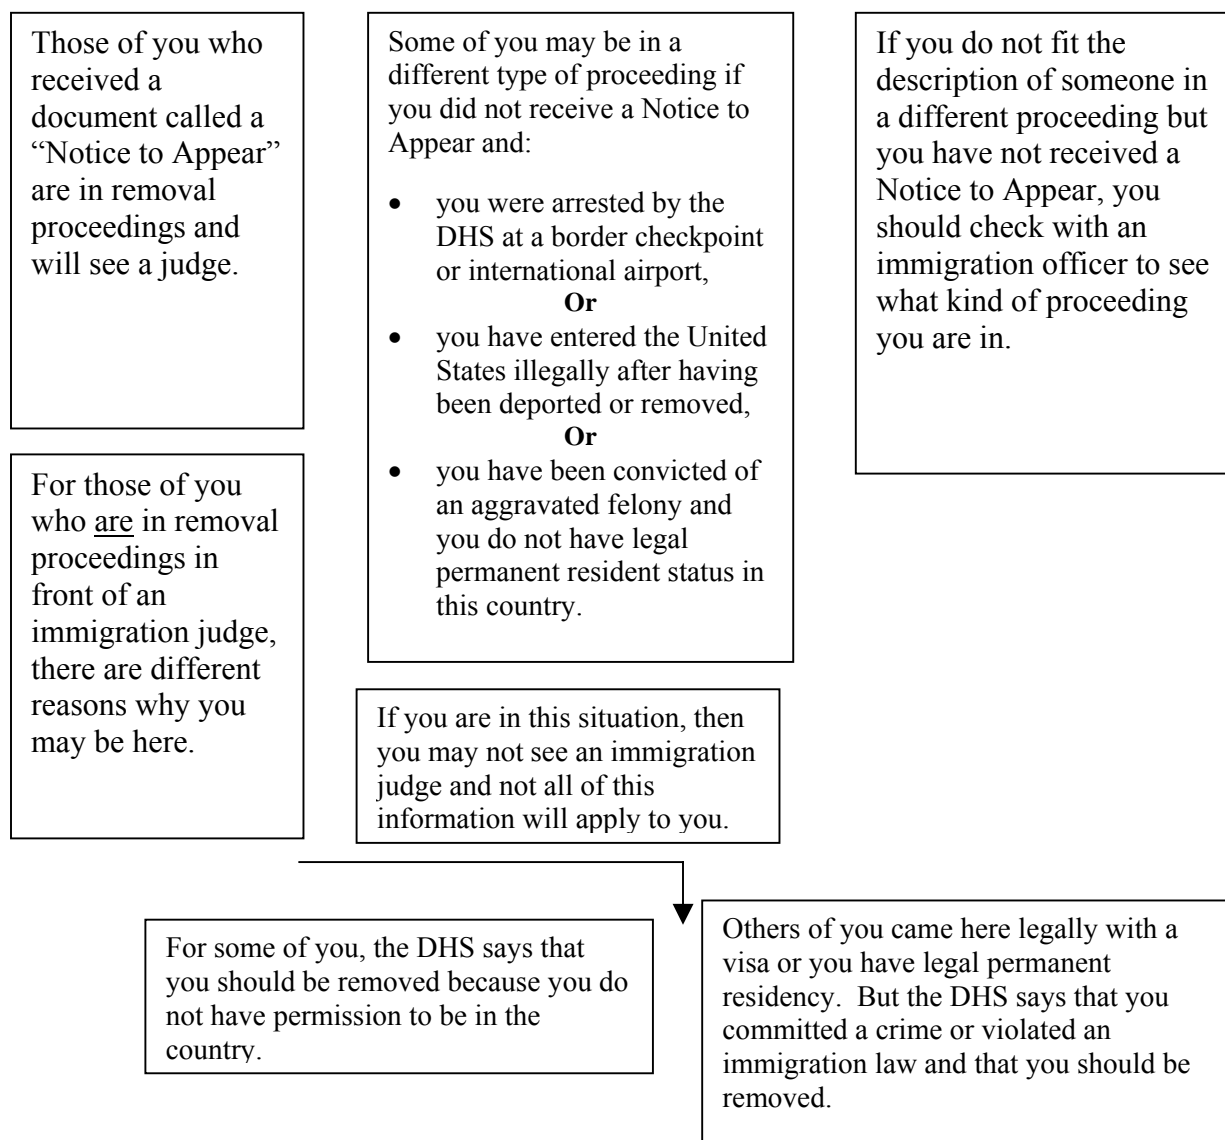 Those of you who
received a
document called a
“Notice to Appear”
are in removal
proceedings and
will see a judge.
For those of you
who are in removal
proceedings in
front of an
immigration judge,
there are different
reasons why you
may be here.
Some of you may be in a
different type of proceeding if
you did not receive a Notice to
Appear and:
• you were arrested by the
DHS at a border checkpoint
or international airport,
Or
• you have entered the United
States illegally after having
been deported or removed,
Or
• you have been convicted of
an aggravated felony and
you do not have legal
permanent resident status in
this country.
If you are in this situation, then
you may not see an immigration
judge and not all of this
information will apply to you.
If you do not fit the
description of someone in
a different proceeding but
you have not received a
Notice to Appear, you
should check with an
immigration officer to see
what kind of proceeding
you are in.
For some of you, the DHS says that
you should be removed because you do
not have permission to be in the
country.
Others of you came here legally with a
visa or you have legal permanent
residency.  But the DHS says that you
committed a crime or violated an
immigration law and that you should be
removed.